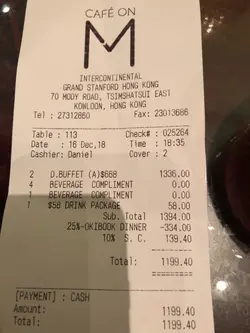 CAFÉ ON
M
INTERCONTINENTAL
GRAND STANFORD HONG KONG
70 MODY ROAD, TSIMSHATSUI EAST
KOWLOON, HONG KONG
Tel : 27312860 Fax: 23013686
Table : 113 Check# : 025264
Date : 16 Dec,18 Time : 18:35
Cashier: Daniel Cover : 2
2 D.BUFFET (A)$668 1336.00
4 BEVERAGE COMPLIMENT 0.00
1 BEVERAGE COMPLIMENT 0.00
1 $58 DRINK PACKAGE 58.00
Sub. Total 1394.00
25%-OKIBOOK DINNER -334.00
10% S. C. 139.40
Total: 1199.40
[PAYMENT] : CASH
Amount: 1199.40
Total: 1199.40